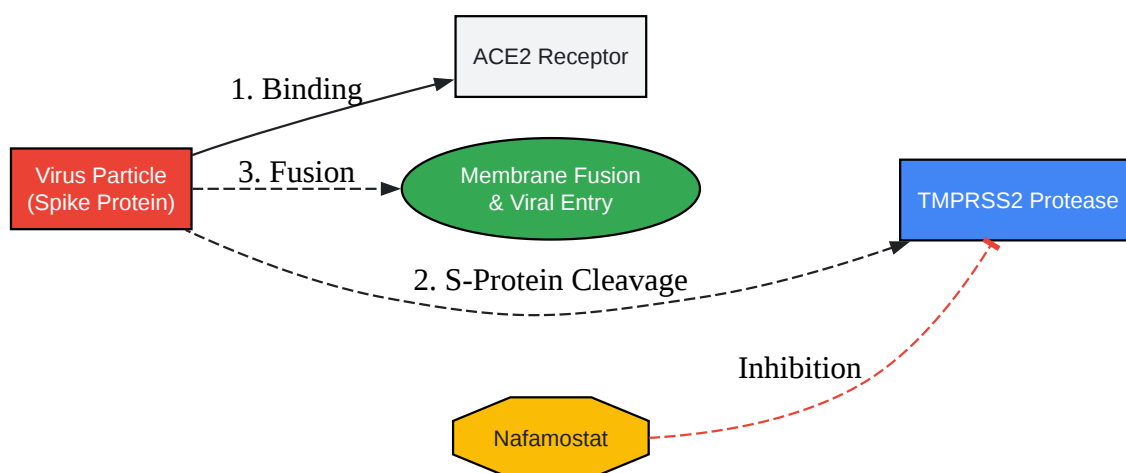 ACE2 Receptor
1. Binding
Virus Particle
(Spike Protein)
3. Fusion
Membrane Fusion
& Viral Entry
TMPRSS2 Protease
2. S-Protein Cleavage
Inhibition
Nafamostat